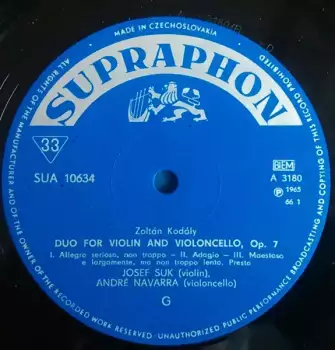 MADE IN CZECHOSLOVAKIA
ALL RIGHTS OF THE MANUFACTURER AND OF THE OWNER OF THE RECORD PROHIBITED
SUPRAPHON
33
SUA 10634
BIEM
A 3180
Ⓟ 1965
66 1
Zoltán Kodály
DUO FOR VIOLIN AND VIOLONCELLO, Op. 7
I. Allegro serioso, non troppo – II. Adagio – III. Maestoso
e largamente, ma non troppo lento. Presto
JOSEF SUK (violin),
ANDRÉ NAVARRA (violoncello)
G
WORK REPRODUCED. UNAUTHORIZED PUBLIC PERFORMANCE, BROADCASTING AND COPYING OF THIS RECORD PROHIBITED